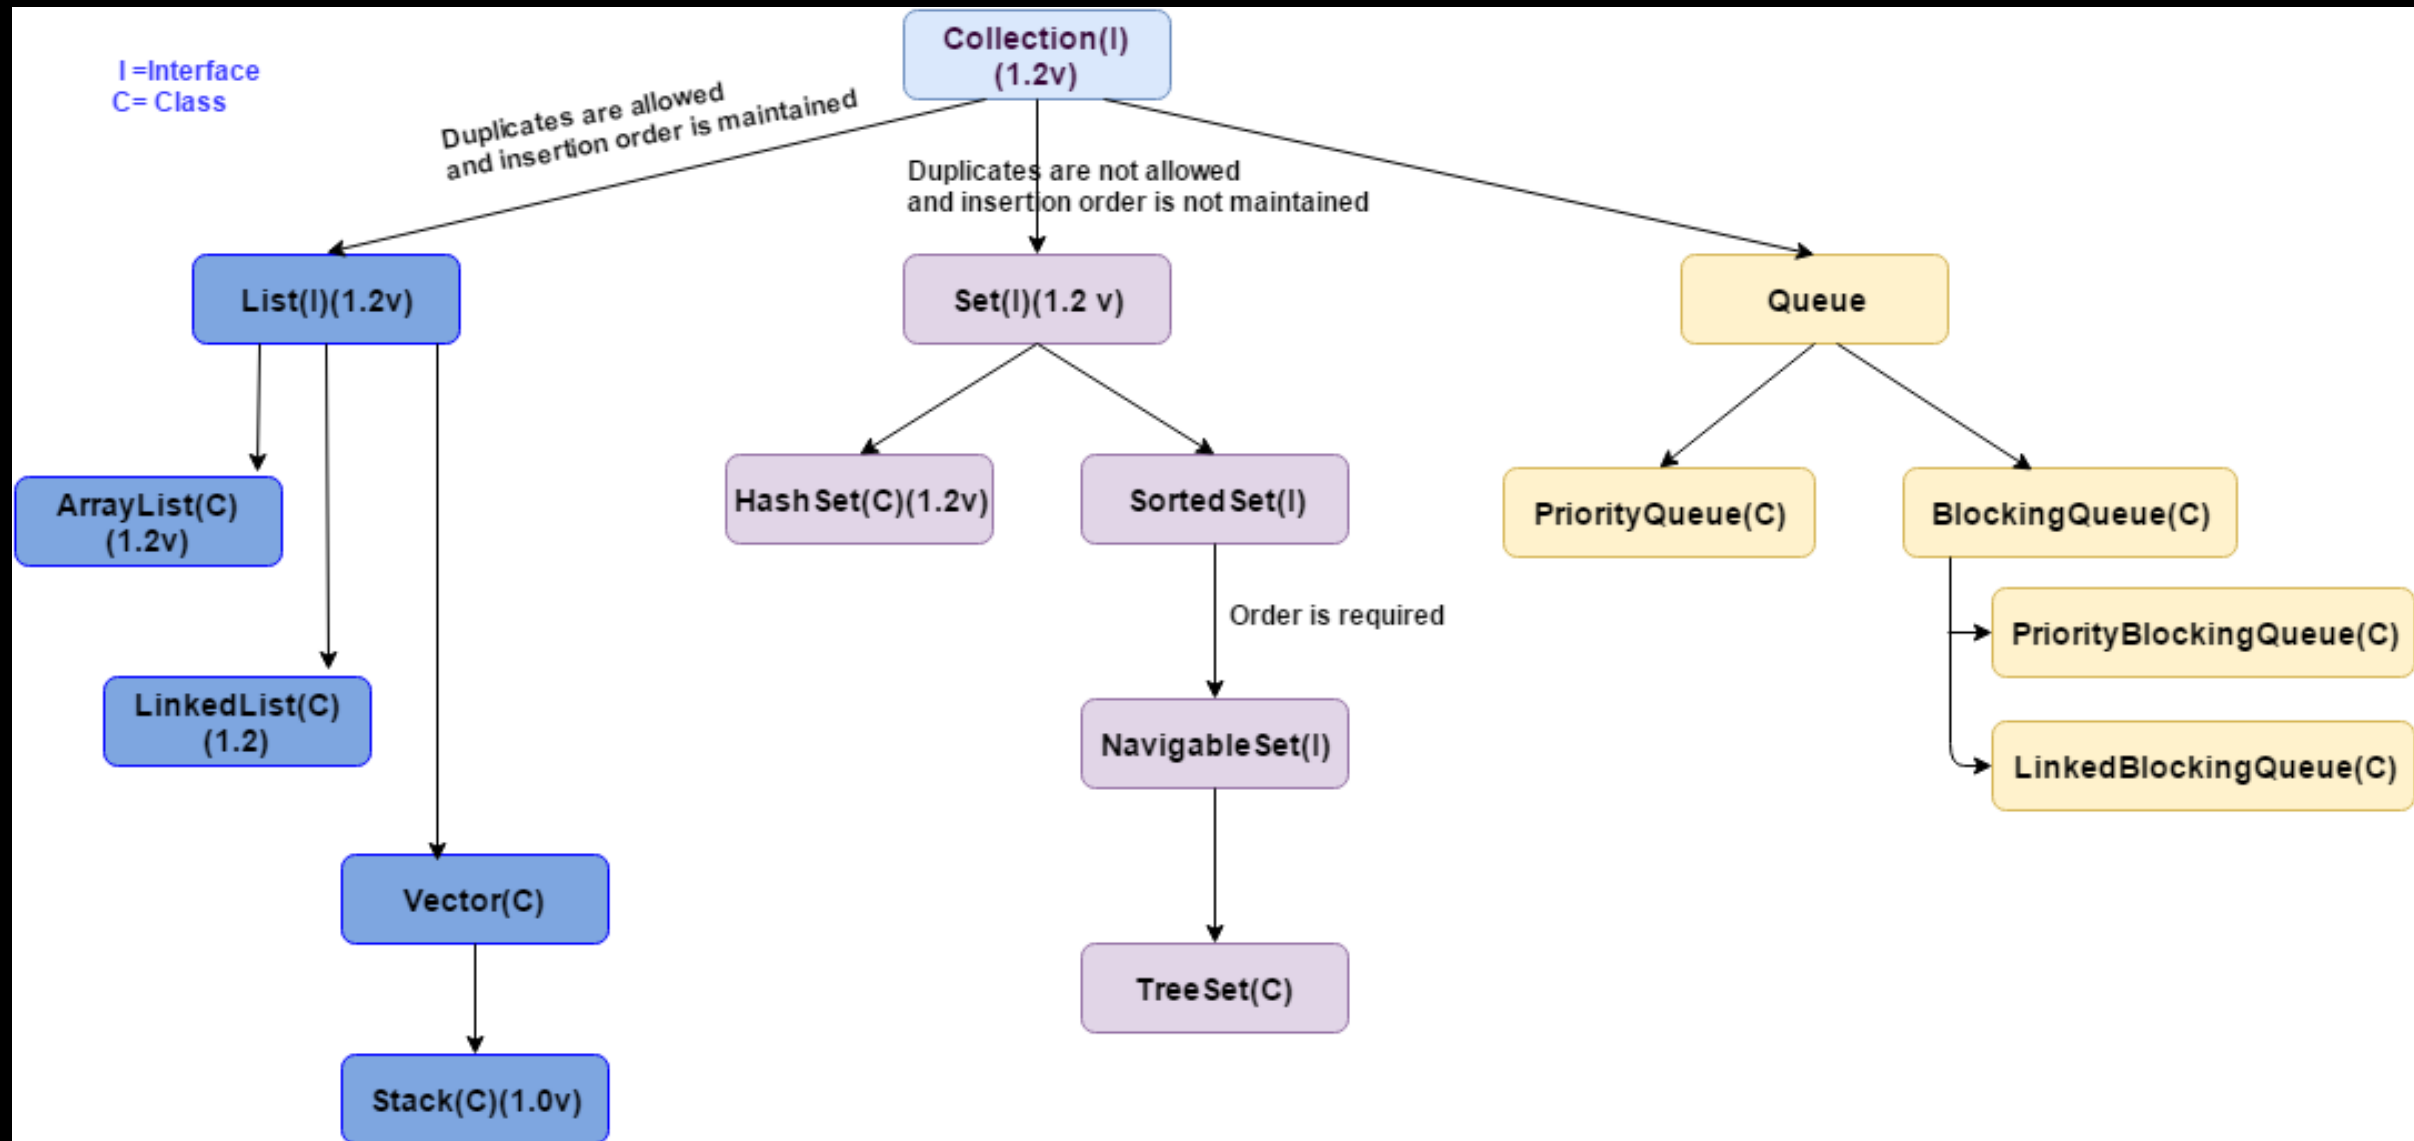 Collection(I)
(1.2v)
I =Interface
C= Class
Duplicates are allowed
and insertion order is maintained
Duplicates are not allowed
and insertion order is not maintained
List(I)(1.2v)
Set(I)(1.2 v)
Queue
ArrayList(C)
(1.2v)
HashSet(C)(1.2v)
SortedSet(I)
PriorityQueue(C)
BlockingQueue(C)
Order is required
PriorityBlockingQueue(C)
LinkedList(C)
(1.2)
NavigableSet(I)
LinkedBlockingQueue(C)
Vector(C)
TreeSet(C)
Stack(C)(1.0v)